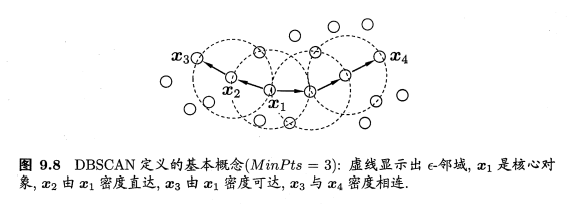 x₃ x₄
x₂
x₁
图 9.8 DBSCAN 定义的基本概念(MinPts = 3): 虚线显示出 ϵ-邻域, x₁ 是核心对
象, x₂ 由 x₁ 密度直达, x₃ 由 x₁ 密度可达, x₃ 与 x₄ 密度相连.